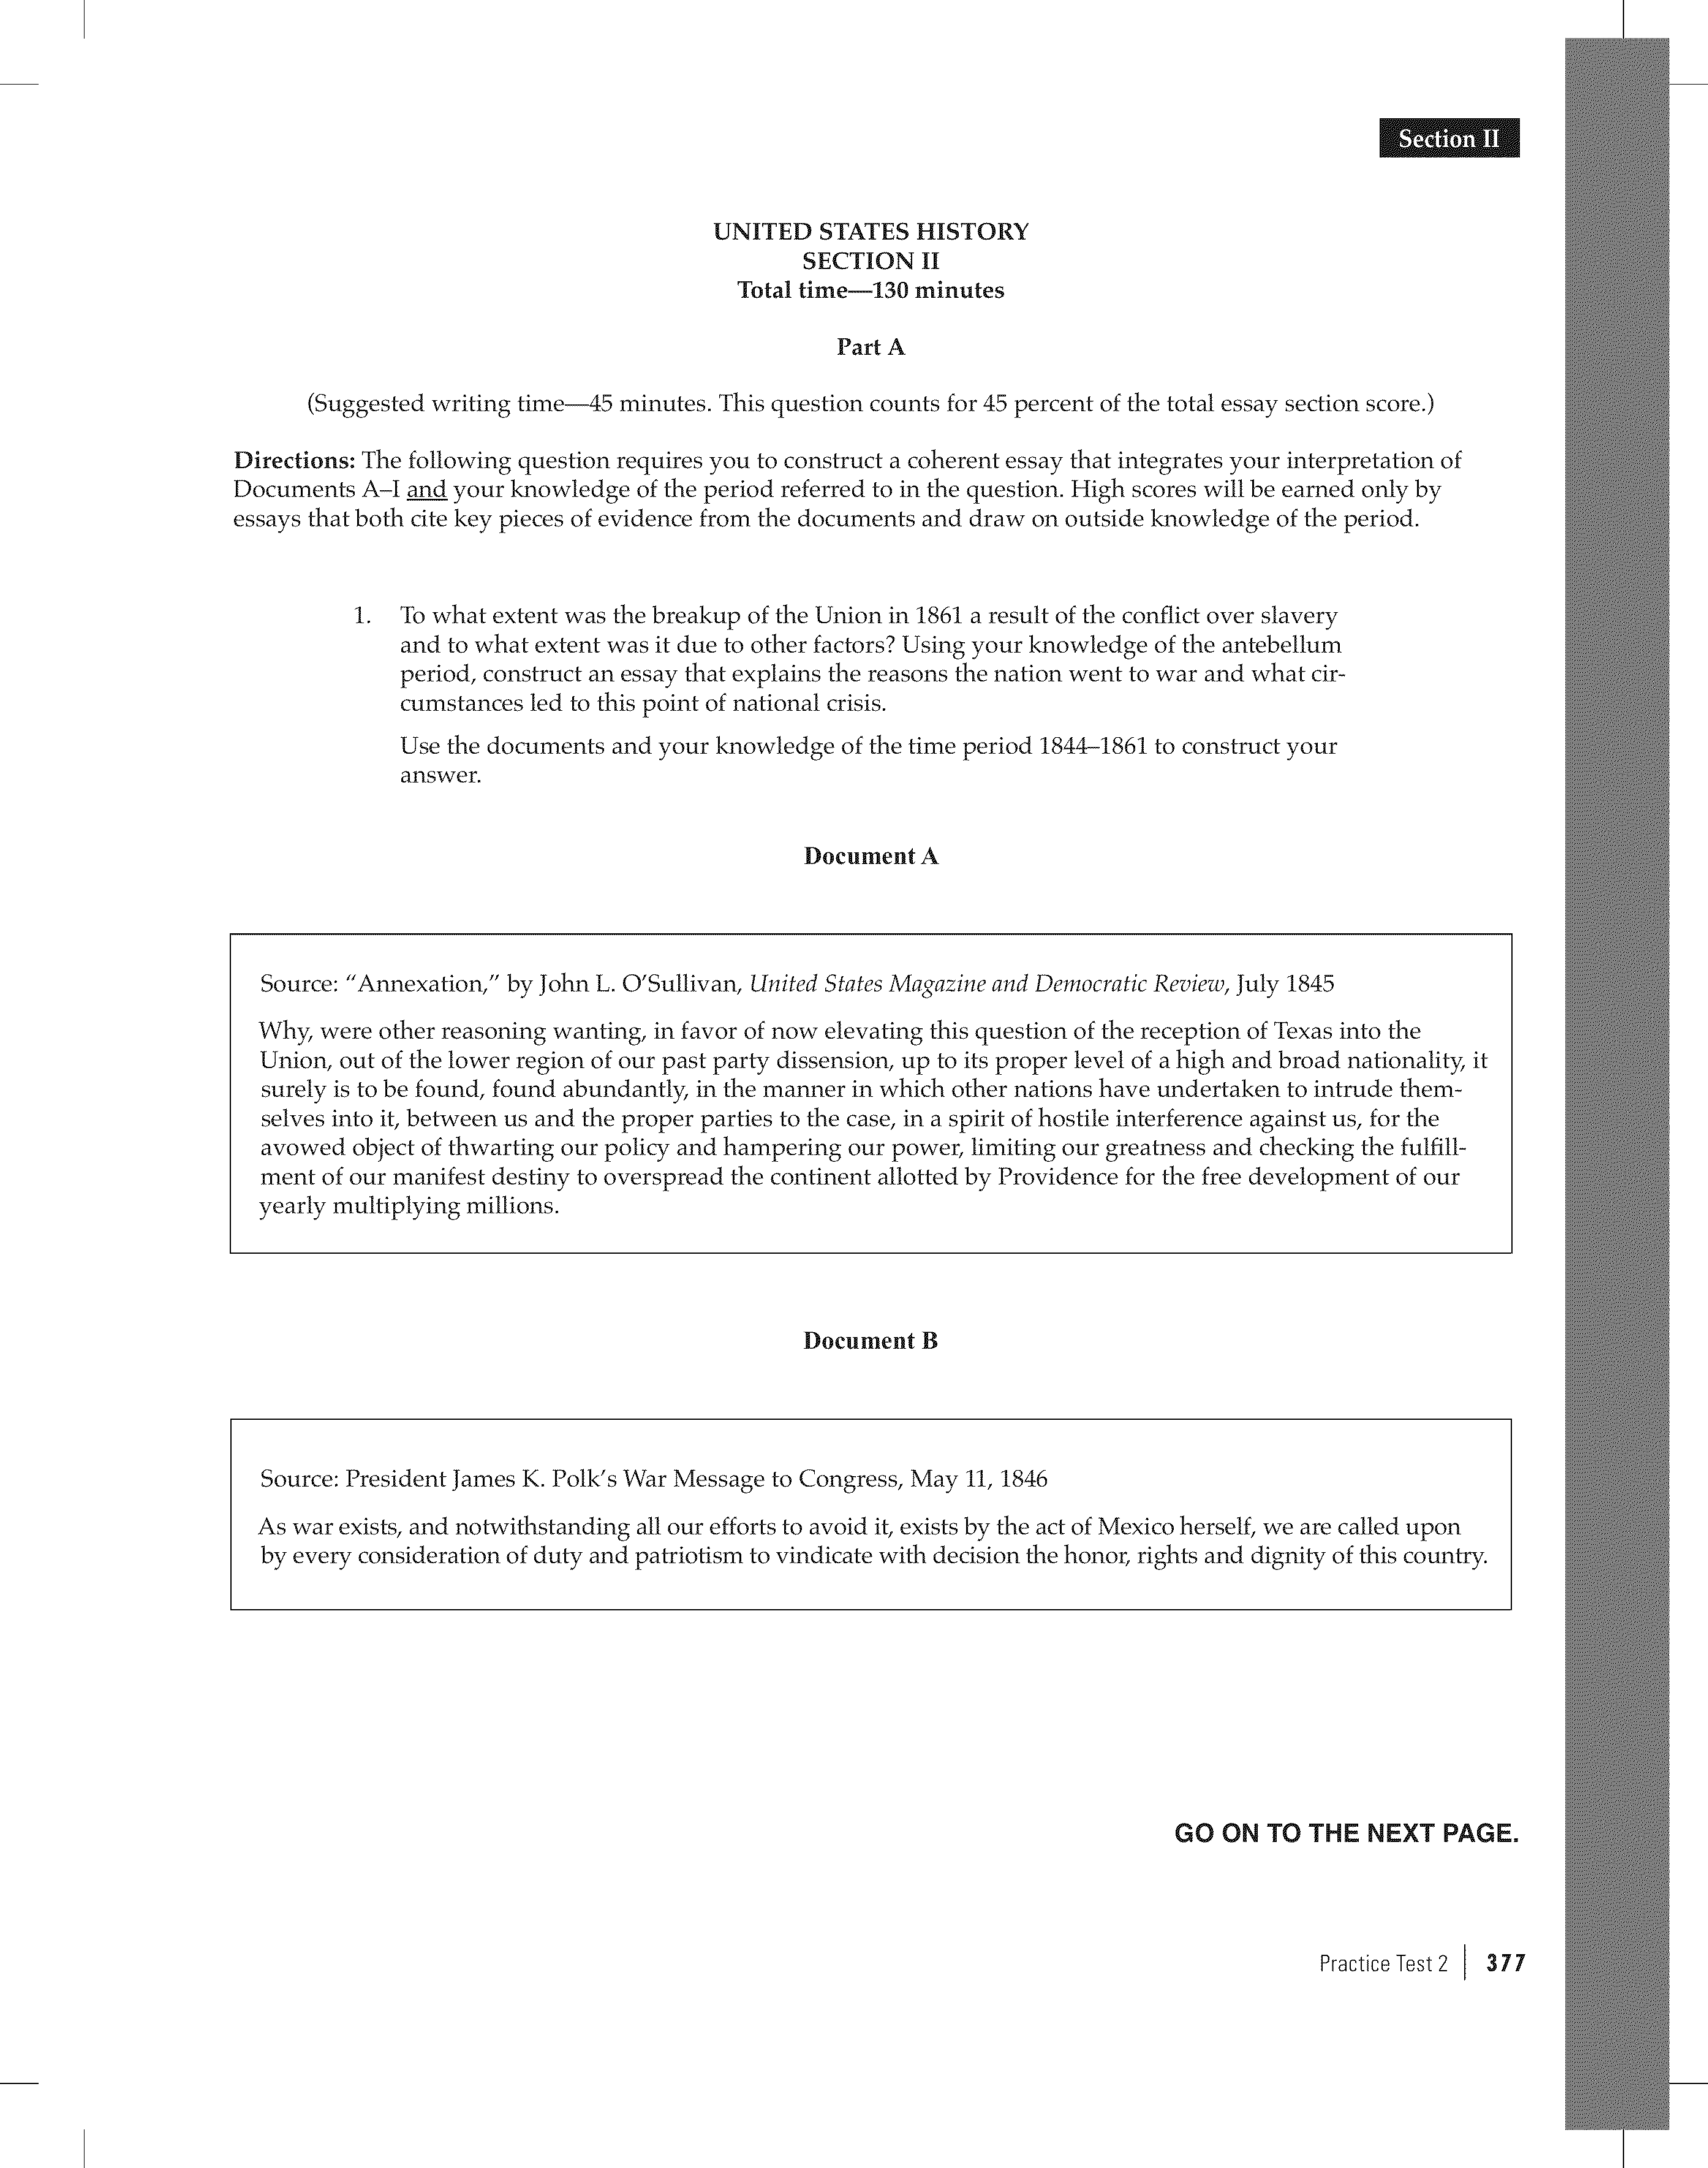 Section II
UNITED STATES HISTORY
SECTION II
Total time—130 minutes
Part A
(Suggested writing time—45 minutes. This question counts for 45 percent of the total essay section score.)
Directions: The following question requires you to construct a coherent essay that integrates your interpretation of
Documents A–I and your knowledge of the period referred to in the question. High scores will be earned only by
essays that both cite key pieces of evidence from the documents and draw on outside knowledge of the period.
1. To what extent was the breakup of the Union in 1861 a result of the conflict over slavery
and to what extent was it due to other factors? Using your knowledge of the antebellum
period, construct an essay that explains the reasons the nation went to war and what cir-
cumstances led to this point of national crisis.
Use the documents and your knowledge of the time period 1844–1861 to construct your
answer.
Document A
Source: "Annexation," by John L. O'Sullivan, United States Magazine and Democratic Review, July 1845
Why, were other reasoning wanting, in favor of now elevating this question of the reception of Texas into the
Union, out of the lower region of our past party dissension, up to its proper level of a high and broad nationality, it
surely is to be found, found abundantly, in the manner in which other nations have undertaken to intrude them-
selves into it, between us and the proper parties to the case, in a spirit of hostile interference against us, for the
avowed object of thwarting our policy and hampering our power, limiting our greatness and checking the fulfill-
ment of our manifest destiny to overspread the continent allotted by Providence for the free development of our
yearly multiplying millions.
Document B
Source: President James K. Polk's War Message to Congress, May 11, 1846
As war exists, and notwithstanding all our efforts to avoid it, exists by the act of Mexico herself, we are called upon
by every consideration of duty and patriotism to vindicate with decision the honor, rights and dignity of this country.
GO ON TO THE NEXT PAGE.
Practice Test 2 | 377